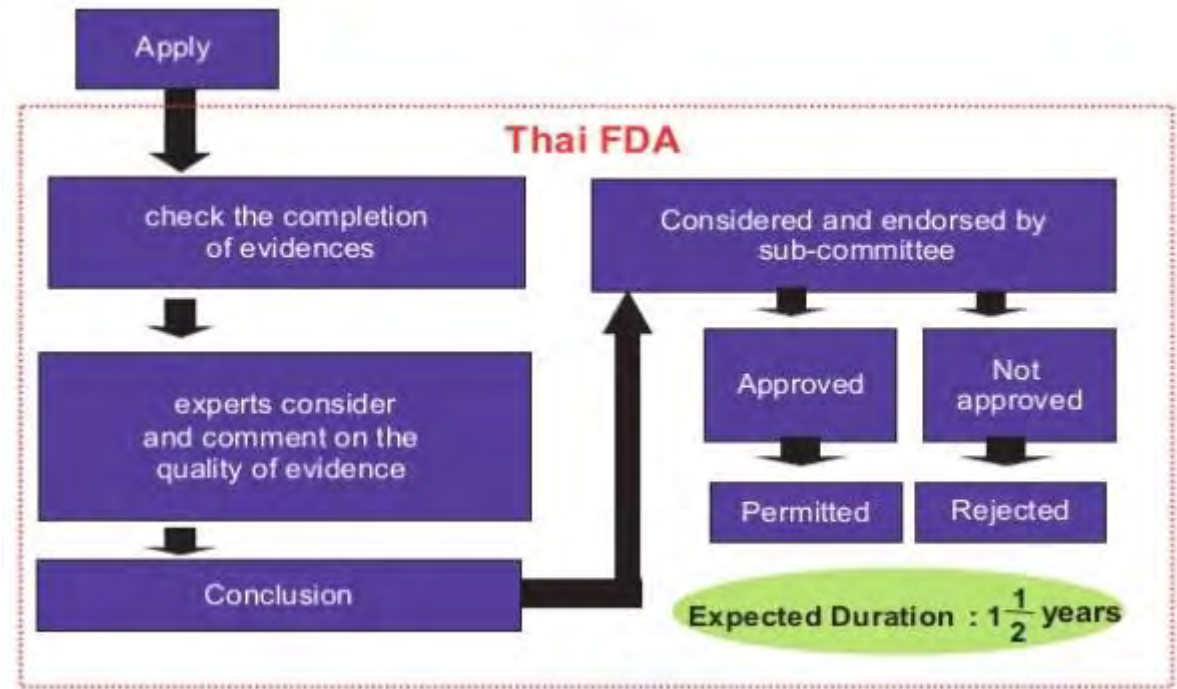 Apply
Thai FDA
check the completion
of evidences
experts consider
and comment on the
quality of evidence
Conclusion
Considered and endorsed by
sub-committee
Approved
Not
approved
Permitted
Rejected
Expected Duration : 1 1/2 years